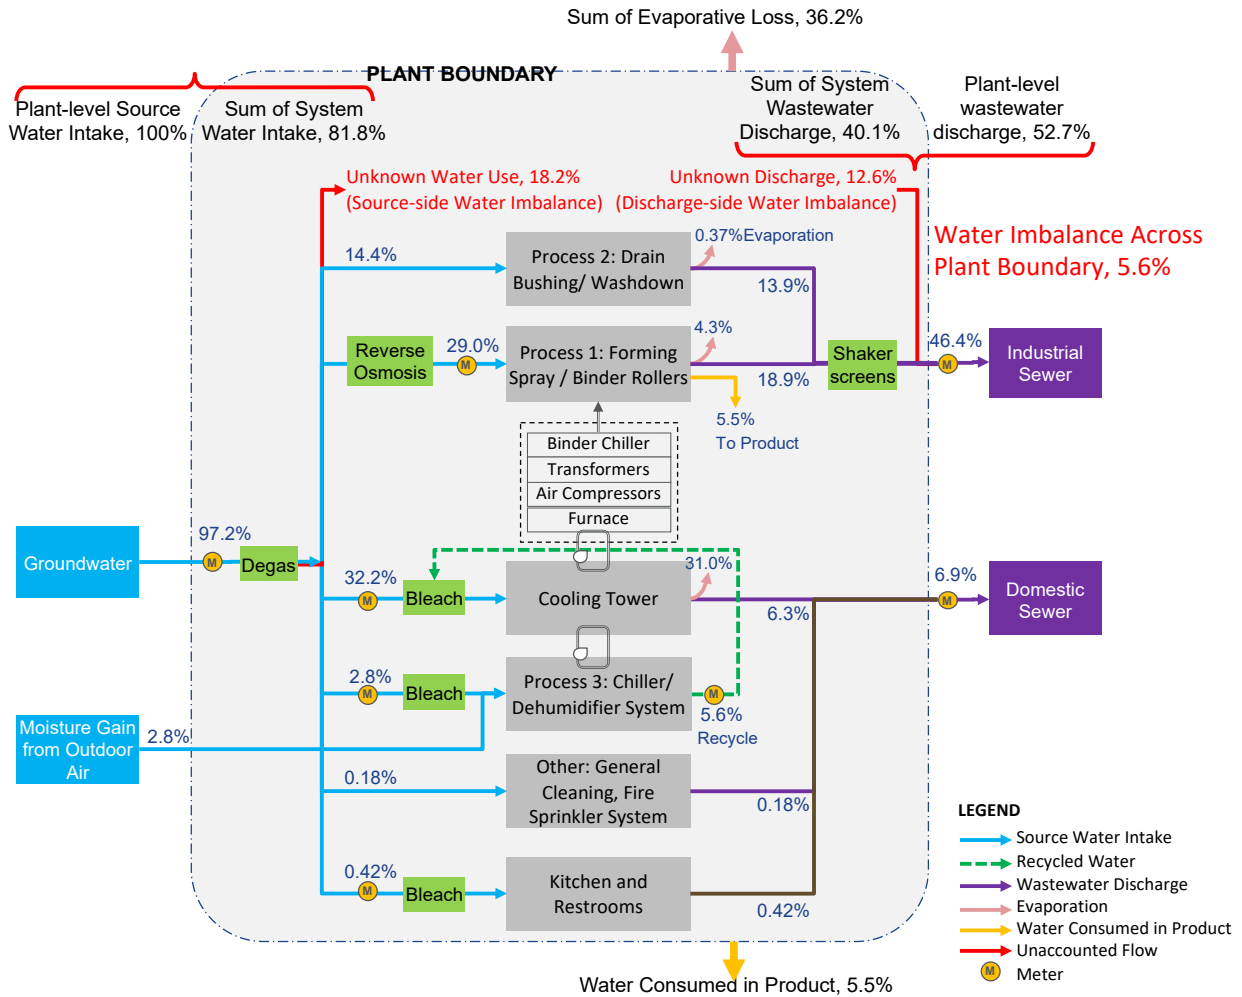 Sum of Evaporative Loss, 36.2%
PLANT BOUNDARY
Plant-level Source
Water Intake, 100%
Sum of System
Water Intake, 81.8%
Sum of System
Wastewater
Discharge, 40.1%
Plant-level
wastewater
discharge, 52.7%
Unknown Water Use, 18.2%
(Source-side Water Imbalance)
Unknown Discharge, 12.6%
(Discharge-side Water Imbalance)
Water Imbalance Across
Plant Boundary, 5.6%
14.4%
Process 2: Drain
Bushing/ Washdown
0.37%Evaporation
13.9%
Reverse
Osmosis
29.0%
M
Process 1: Forming
Spray / Binder Rollers
4.3%
18.9%
5.5%
To Product
Shaker
screens
46.4%
M
Industrial
Sewer
Binder Chiller
Transformers
Air Compressors
Furnace
Groundwater
97.2%
M
Degas
32.2%
M
Bleach
Cooling Tower
31.0%
6.3%
6.9%
M
Domestic
Sewer
2.8%
M
Bleach
Process 3: Chiller/
Dehumidifier System
M
5.6%
Recycle
Moisture Gain
from Outdoor
Air
2.8%
0.18%
Other: General
Cleaning, Fire
Sprinkler System
0.18%
0.42%
M
Bleach
Kitchen and
Restrooms
0.42%
Water Consumed in Product, 5.5%
LEGEND
Source Water Intake
Recycled Water
Wastewater Discharge
Evaporation
Water Consumed in Product
Unaccounted Flow
M
Meter